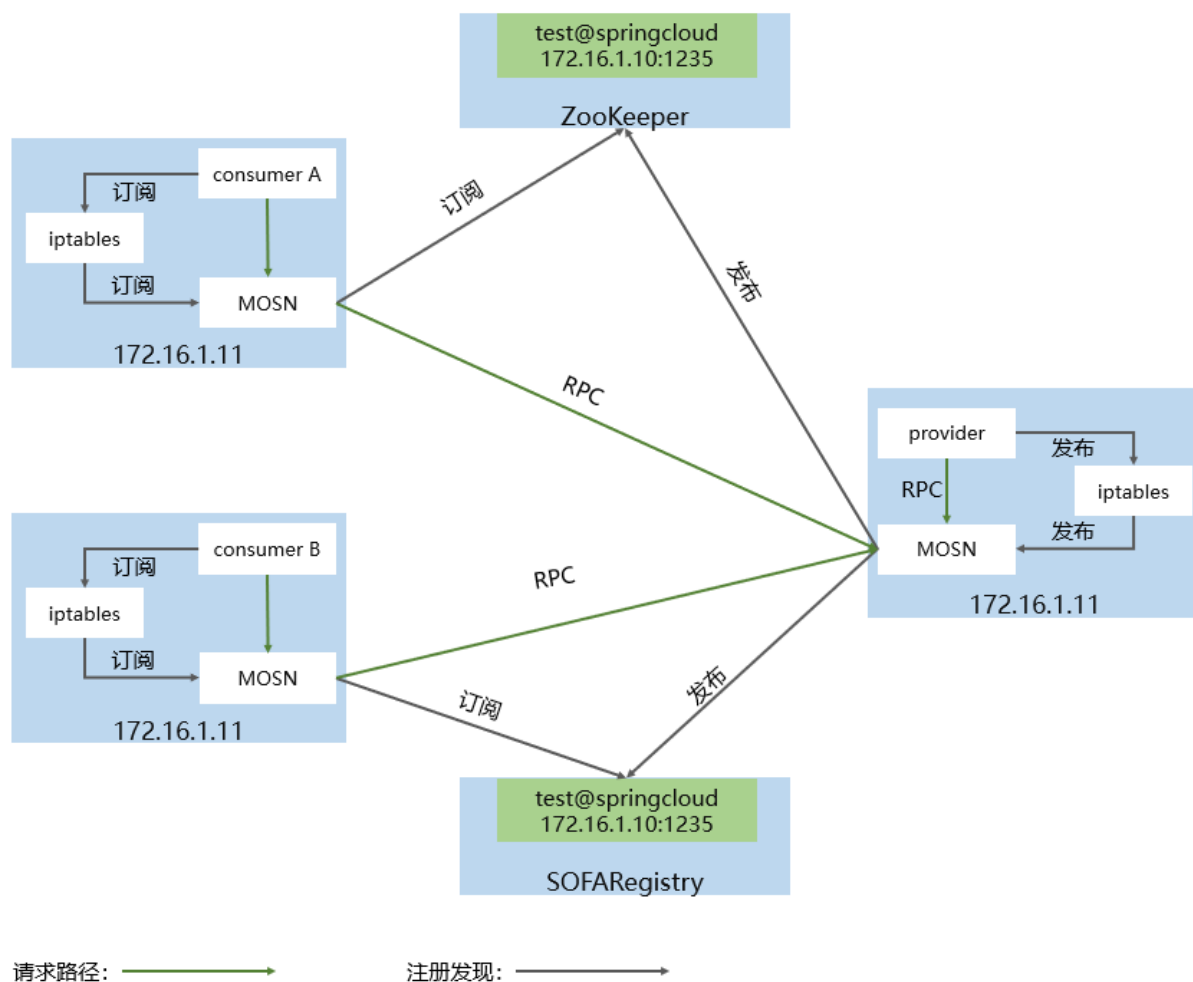 test@springcloud
172.16.1.10:1235
ZooKeeper
consumer A
订阅
iptables
订阅
MOSN
172.16.1.11
订阅
发布
RPC
provider
发布
RPC
iptables
发布
MOSN
172.16.1.11
consumer B
订阅
iptables
订阅
MOSN
172.16.1.11
RPC
订阅
发布
test@springcloud
172.16.1.10:1235
SOFARegistry
请求路径：
注册发现：